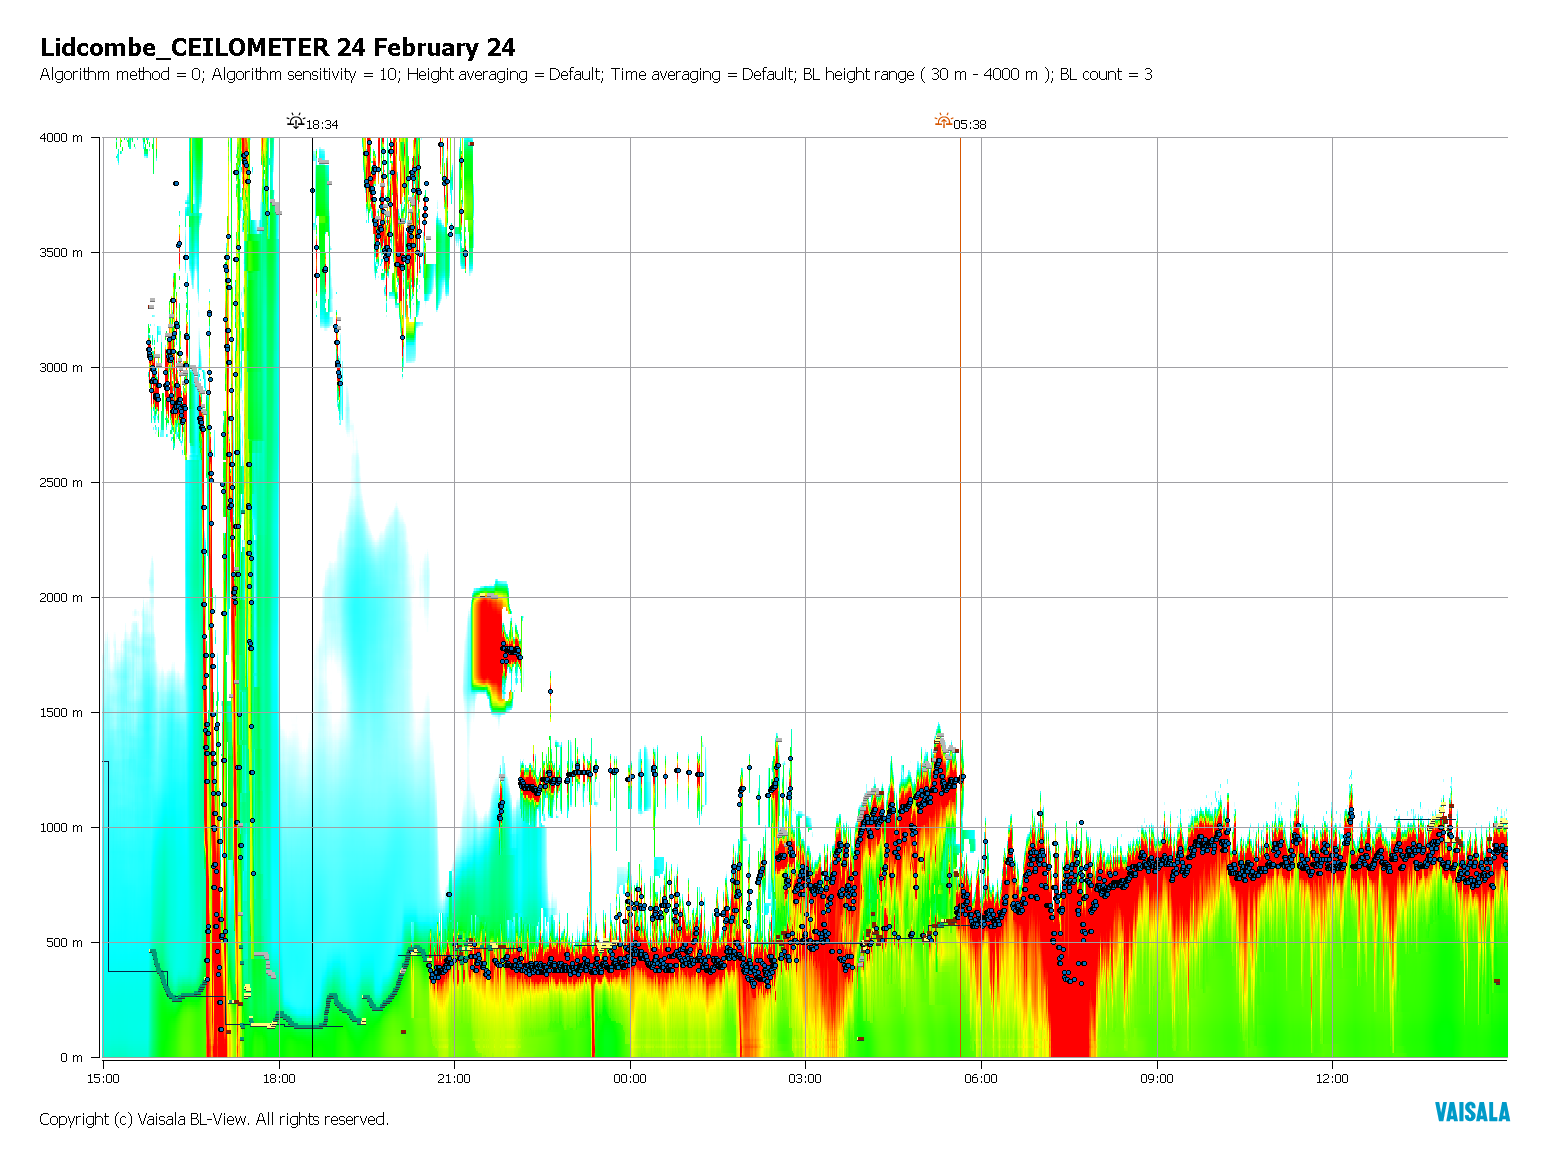 Lidcombe_CEILOMETER 24 February 24
Algorithm method = 0; Algorithm sensitivity = 10; Height averaging = Default; Time averaging = Default; BL height range ( 30 m - 4000 m ); BL count = 3
18:34 05:38
4000 m
3500 m
3000 m
2500 m
2000 m
1500 m
1000 m
500 m
0 m
15:00 18:00 21:00 00:00 03:00 06:00 09:00 12:00
Copyright (c) Vaisala BL-View. All rights reserved.
VAISALA